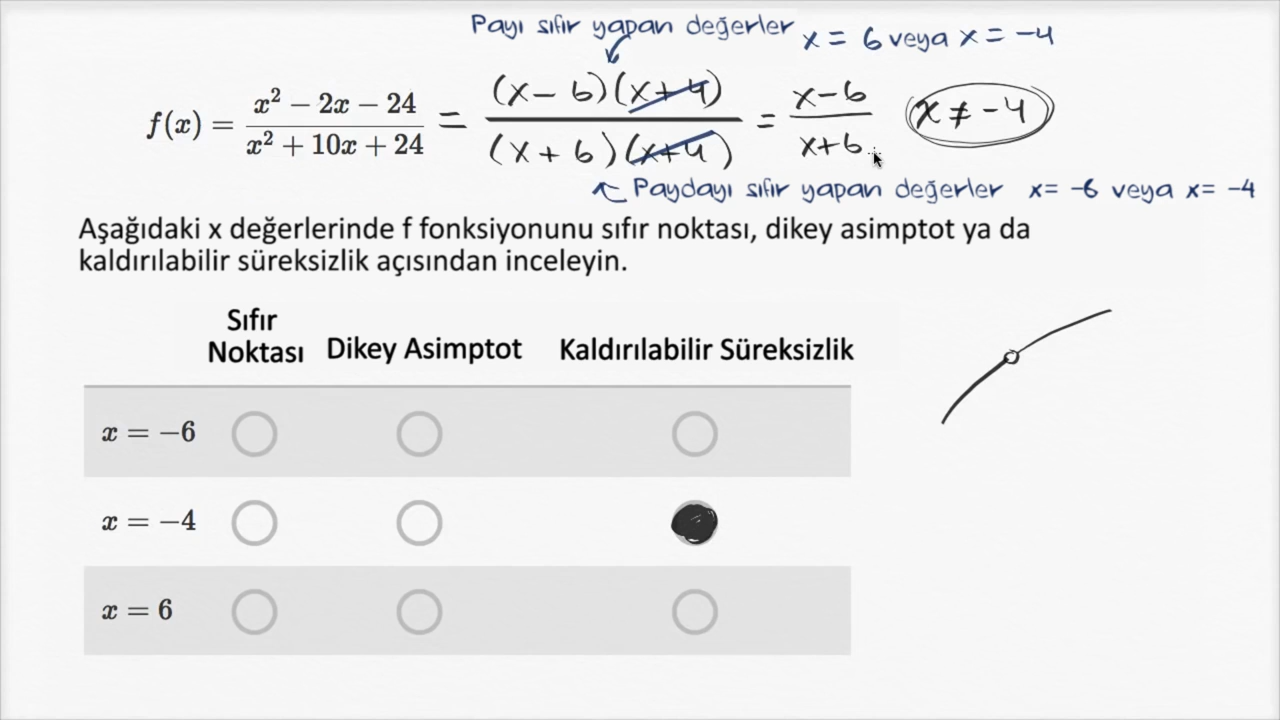 Payı sıfır yapan değerler x = 6 veya x = -4
f(x) = (x² − 2x − 24)/(x² + 10x + 24) = ((x - 6)(x+4))/((x + 6)(x+4)) = (x-6)/(x+6) x ≠ -4
Paydayı sıfır yapan değerler x= -6 veya x= -4
Aşağıdaki x değerlerinde f fonksiyonunu sıfır noktası, dikey asimptot ya da
kaldırılabilir süreksizlik açısından inceleyin.
Sıfır
Noktası Dikey Asimptot Kaldırılabilir Süreksizlik
x = −6
x = −4
x = 6